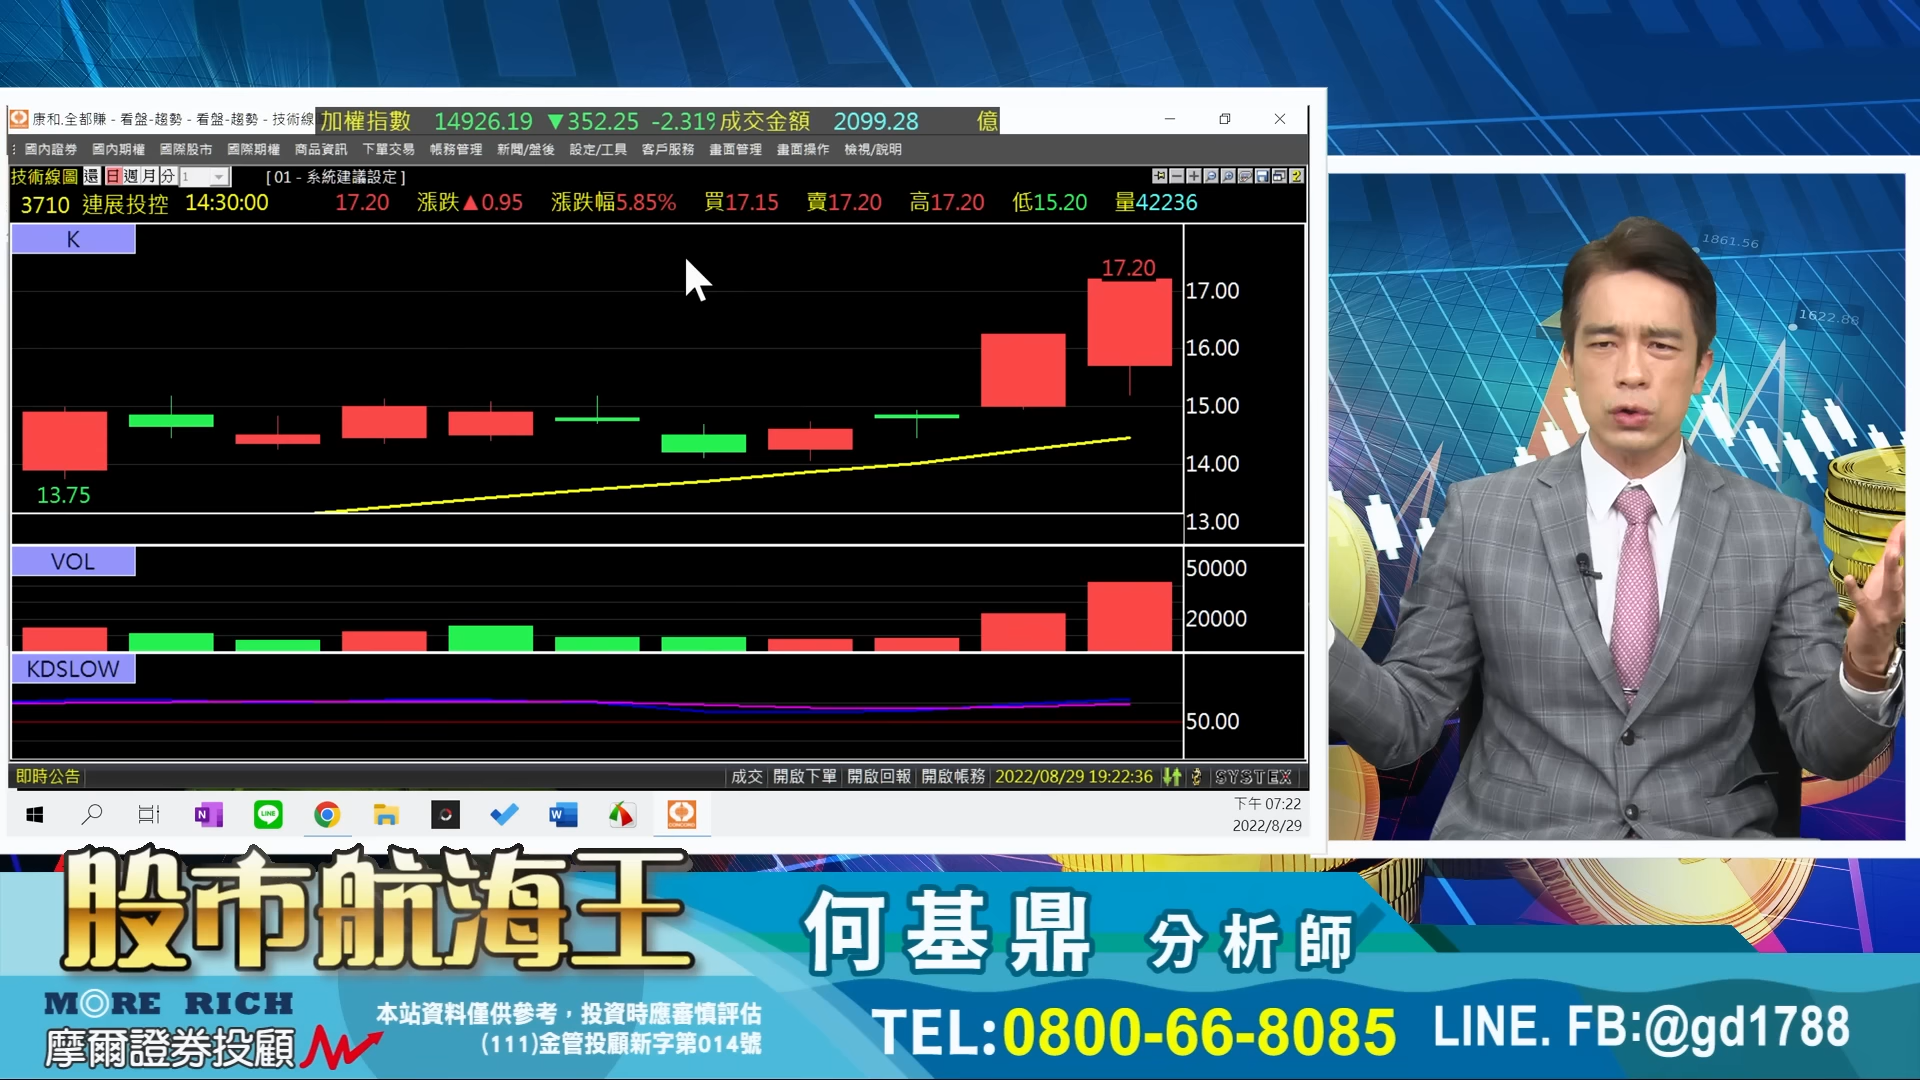 康和.全都賺 - 看盤-趨勢 - 看盤-趨勢 - 技術線
加權指數 14926.19 ▼352.25 -2.31% 成交金額 2099.28 億
國內證券 國內期權 國際股市 國際期權 商品資訊 下單交易 帳務管理 新聞/盤後 設定/工具 客戶服務 畫面管理 畫面操作 檢視/說明
技術線圖 還 日 週 月 分 1 [ 01 - 系統建議設定 ]
3710 連展投控 14:30:00 17.20 漲跌▲0.95 漲跌幅5.85% 買17.15 賣17.20 高17.20 低15.20 量42236
K
17.20
17.00
16.00
15.00
14.00
13.75
13.00
VOL
50000
20000
KDSLOW
50.00
即時公告 成交 開啟下單 開啟回報 開啟帳務 2022/08/29 19:22:36 SYSTEX
下午 07:22
2022/8/29
1861.56
1622.88
股市航海王
何基鼎 分析師
MORE RICH
摩爾證券投顧
本站資料僅供參考，投資時應審慎評估
(111)金管投顧新字第014號
TEL:0800-66-8085
LINE. FB:@gd1788